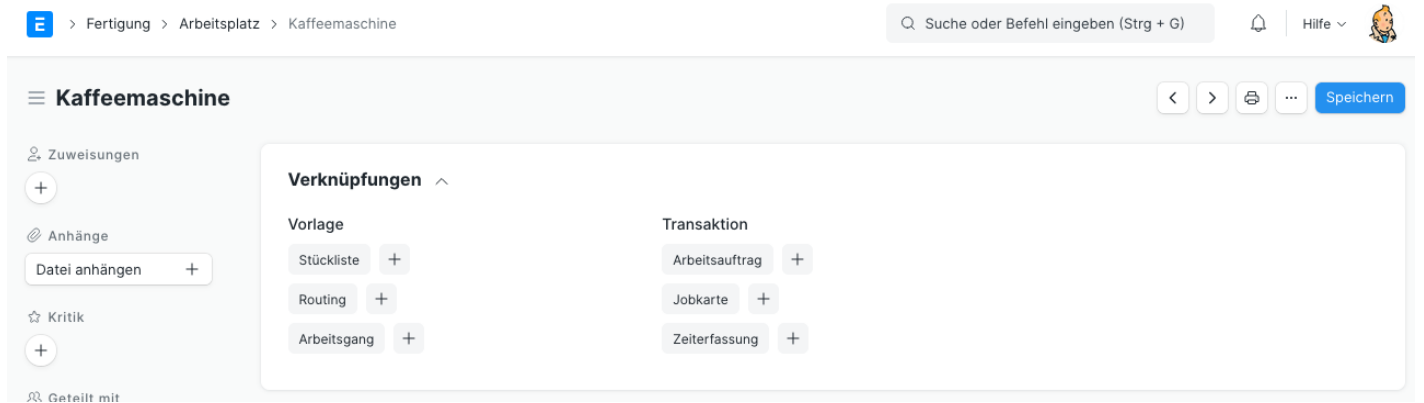 E > Fertigung > Arbeitsplatz > Kaffeemaschine
Suche oder Befehl eingeben (Strg + G)
Hilfe
Kaffeemaschine
Speichern
Zuweisungen
Anhänge
Datei anhängen
Kritik
Geteilt mit
Verknüpfungen
Vorlage
Stückliste
Routing
Arbeitsgang
Transaktion
Arbeitsauftrag
Jobkarte
Zeiterfassung